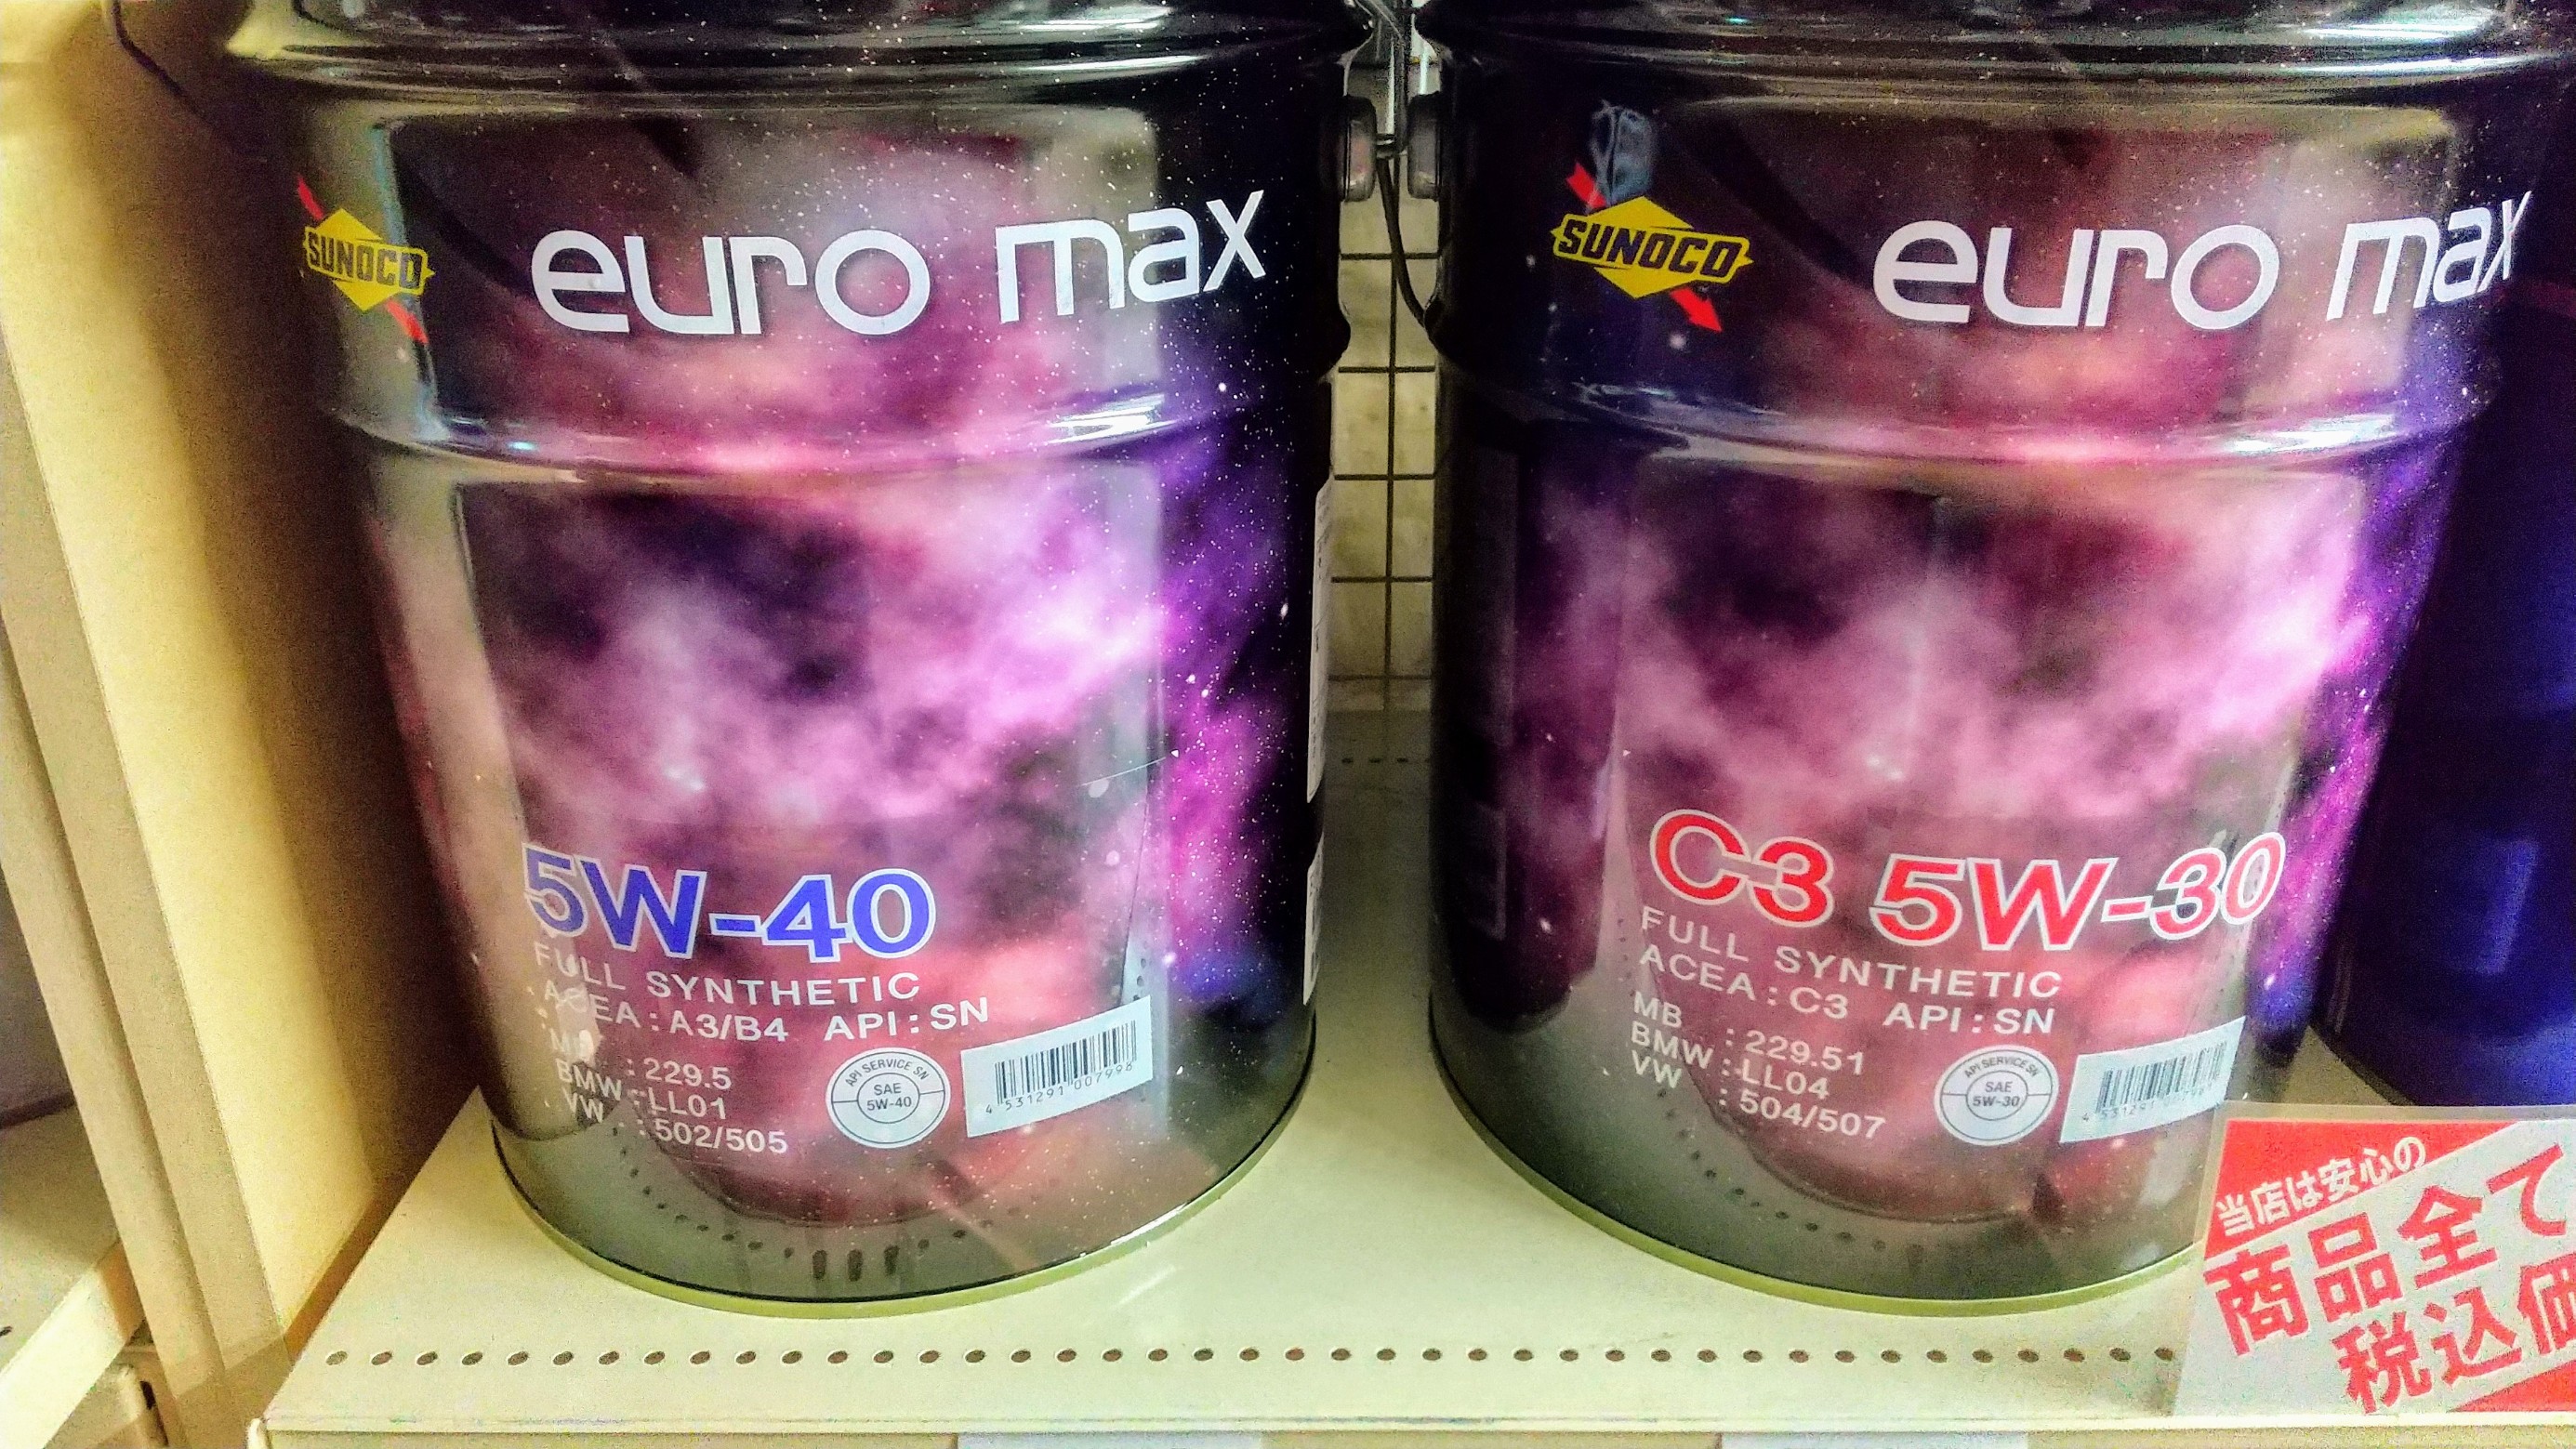 SUNOCO
euro max
5W-40
FULL SYNTHETIC
ACEA : A3/B4 API : SN
MB : 229.5
BMW : LL01
VW : 502/505
API SERVICE SN
SAE
5W-40
4 531291 007998
SUNOCO
euro max
C3 5W-30
FULL SYNTHETIC
ACEA : C3 API : SN
MB : 229.51
BMW : LL04
VW : 504/507
API SERVICE SN
SAE
5W-30
当店は安心の
商品全て
税込価